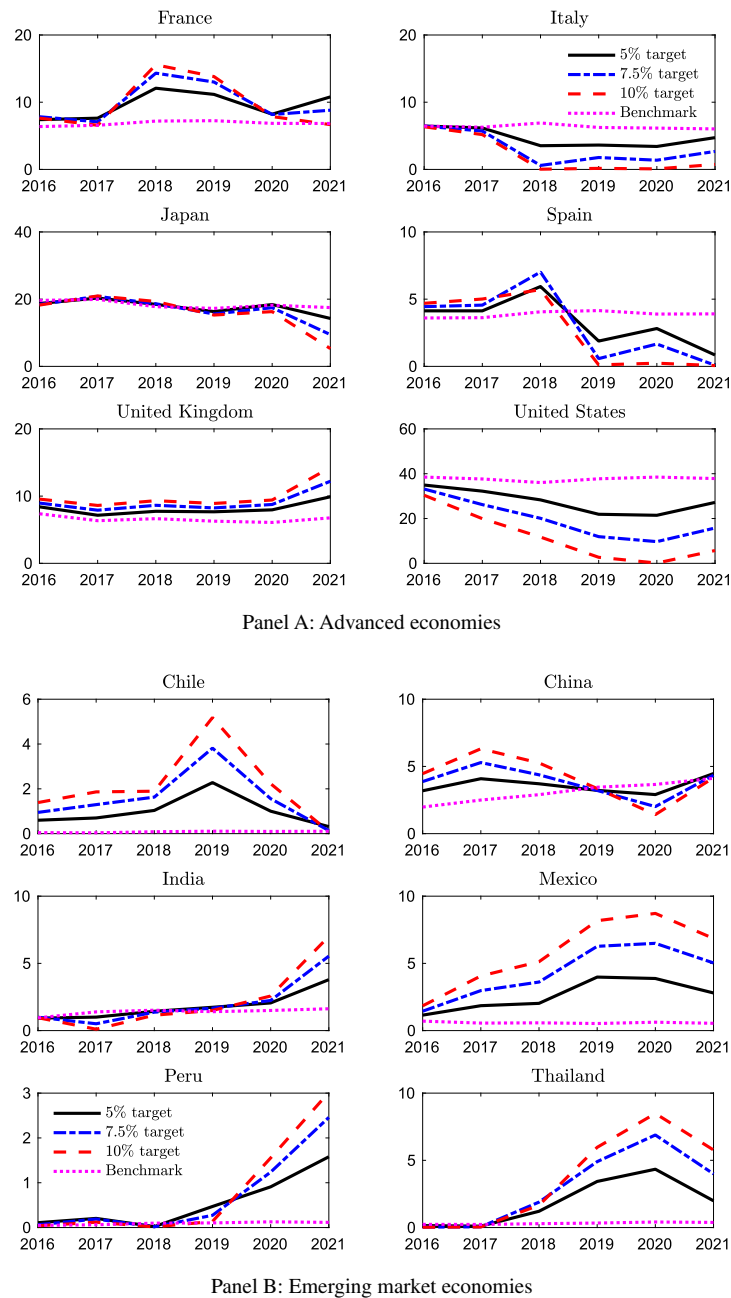 France
20
10
0
2016 2017 2018 2019 2020 2021
Italy
20
10
0
2016 2017 2018 2019 2020 2021
5% target
7.5% target
10% target
Benchmark
Japan
40
20
0
2016 2017 2018 2019 2020 2021
Spain
10
5
0
2016 2017 2018 2019 2020 2021
United Kingdom
20
10
0
2016 2017 2018 2019 2020 2021
United States
60
40
20
0
2016 2017 2018 2019 2020 2021
Panel A: Advanced economies
Chile
6
4
2
0
2016 2017 2018 2019 2020 2021
China
10
5
0
2016 2017 2018 2019 2020 2021
India
10
5
0
2016 2017 2018 2019 2020 2021
Mexico
10
5
0
2016 2017 2018 2019 2020 2021
Peru
3
2
1
0
2016 2017 2018 2019 2020 2021
5% target
7.5% target
10% target
Benchmark
Thailand
10
5
0
2016 2017 2018 2019 2020 2021
Panel B: Emerging market economies